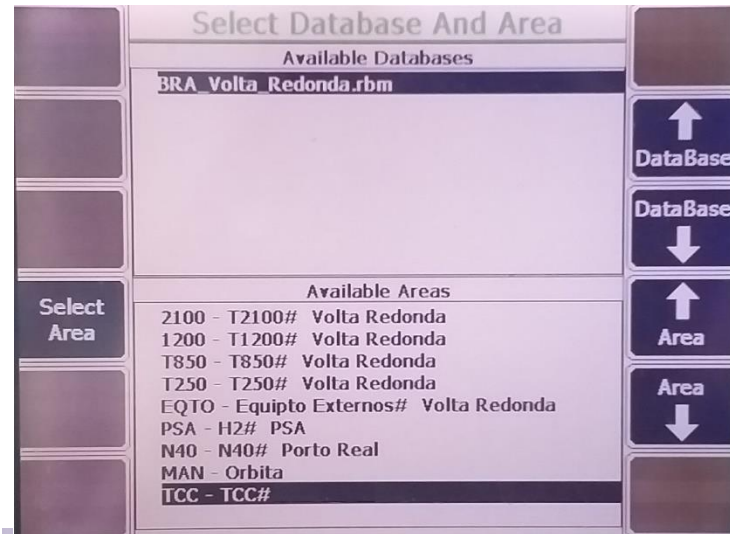 Select Database And Area
Available Databases
BRA_Volta_Redonda.rbm
DataBase
DataBase
Select
Area
Available Areas
2100 - T2100# Volta Redonda
1200 - T1200# Volta Redonda
T850 - T850# Volta Redonda
T250 - T250# Volta Redonda
EQTO - Equipto Externos# Volta Redonda
PSA - H2# PSA
N40 - N40# Porto Real
MAN - Orbita
TCC - TCC#
Area
Area